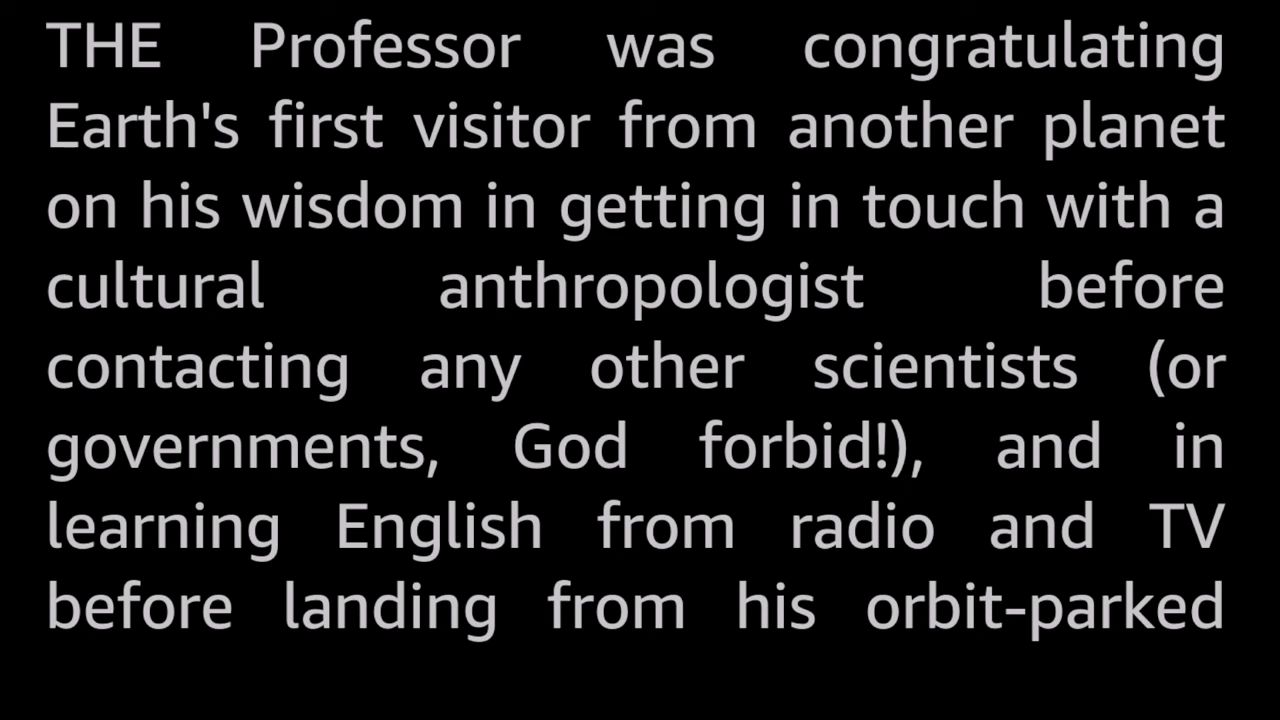 THE Professor was congratulating
Earth's first visitor from another planet
on his wisdom in getting in touch with a
cultural anthropologist before
contacting any other scientists (or
governments, God forbid!), and in
learning English from radio and TV
before landing from his orbit-parked